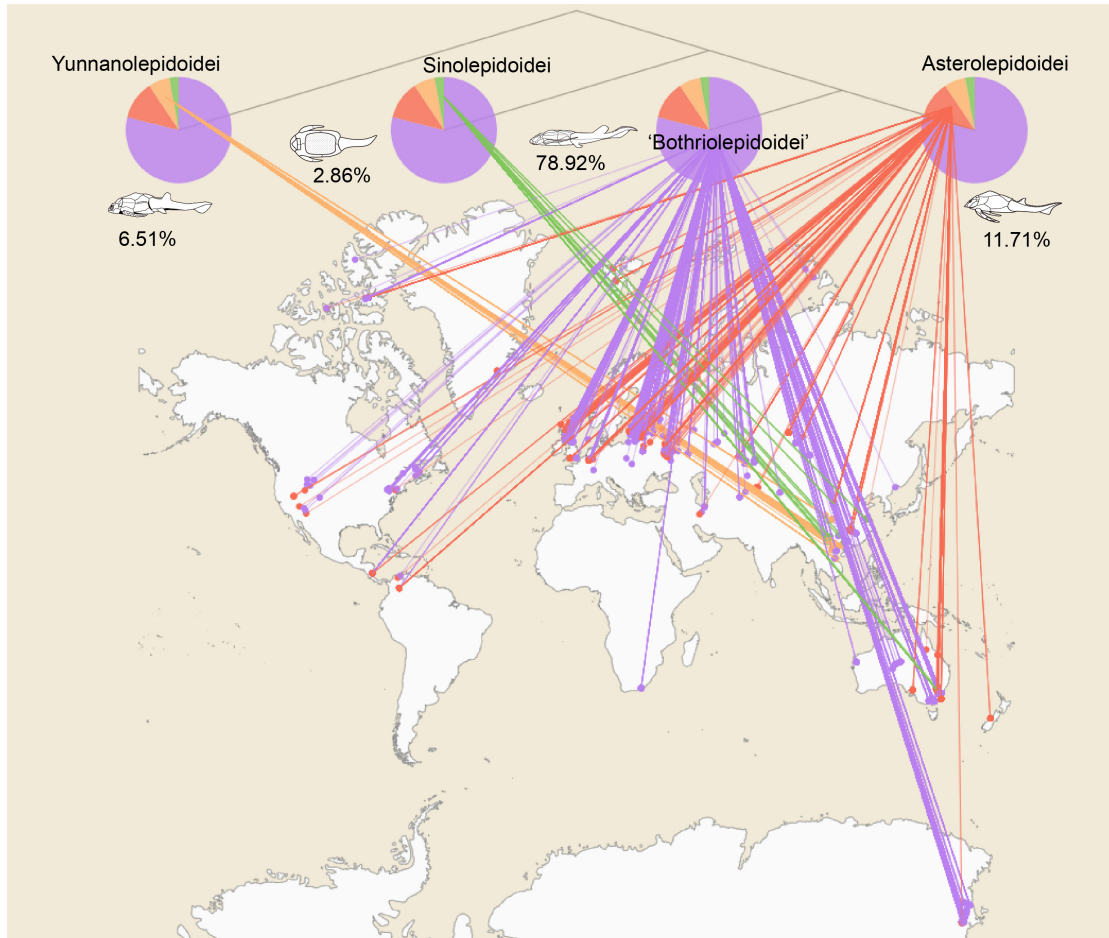 Yunnanolepidoidei
Sinolepidoidei
Asterolepidoidei
'Bothriolepidoidei'
2.86%
78.92%
6.51%
11.71%